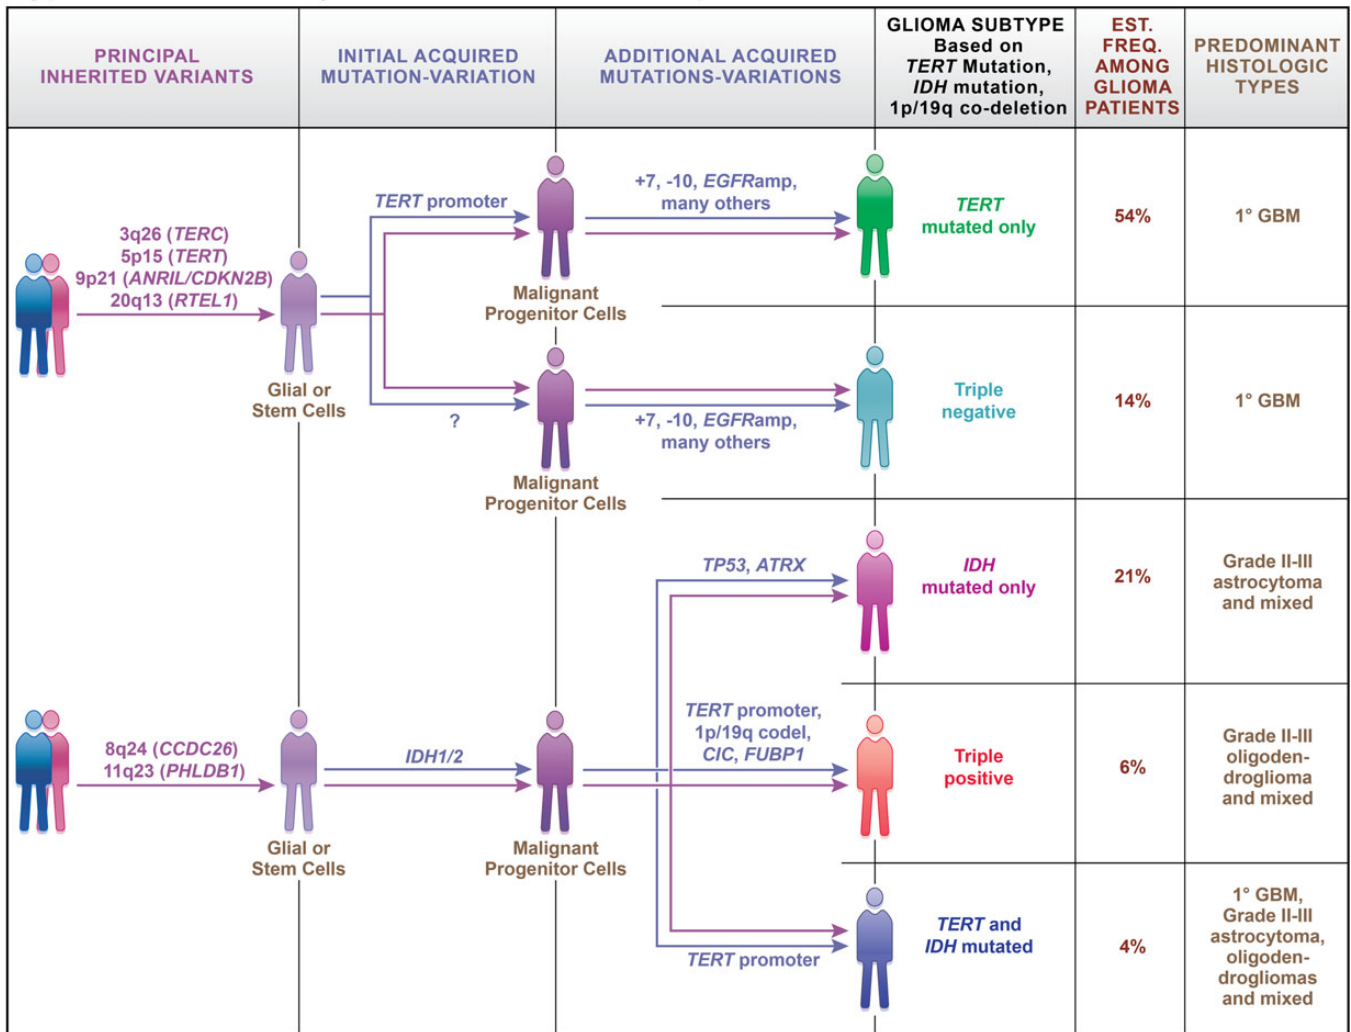 PRINCIPAL
INHERITED VARIANTS
INITIAL ACQUIRED
MUTATION-VARIATION
ADDITIONAL ACQUIRED
MUTATIONS-VARIATIONS
GLIOMA SUBTYPE
Based on
TERT Mutation,
IDH mutation,
1p/19q co-deletion
EST.
FREQ.
AMONG
GLIOMA
PATIENTS
PREDOMINANT
HISTOLOGIC
TYPES
3q26 (TERC)
5p15 (TERT)
9p21 (ANRIL/CDKN2B)
20q13 (RTEL1)
Glial or
Stem Cells
TERT promoter
Malignant
Progenitor Cells
+7, -10, EGFRamp,
many others
TERT
mutated only
54%
1° GBM
?
Malignant
Progenitor Cells
+7, -10, EGFRamp,
many others
Triple
negative
14%
1° GBM
TP53, ATRX
IDH
mutated only
21%
Grade II-III
astrocytoma
and mixed
8q24 (CCDC26)
11q23 (PHLDB1)
Glial or
Stem Cells
IDH1/2
Malignant
Progenitor Cells
TERT promoter,
1p/19q codel,
CIC, FUBP1
Triple
positive
6%
Grade II-III
oligoden-
droglioma
and mixed
TERT promoter
TERT and
IDH mutated
4%
1° GBM,
Grade II-III
astrocytoma,
oligoden-
drogliomas
and mixed